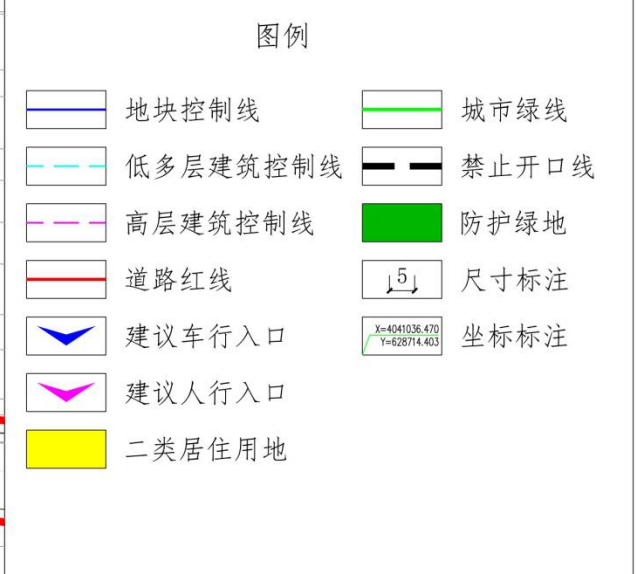 图例
地块控制线
城市绿线
低多层建筑控制线
禁止开口线
高层建筑控制线
防护绿地
道路红线
5
尺寸标注
建议车行入口
X=4041036.470
Y=628714.403
坐标标注
建议人行入口
二类居住用地